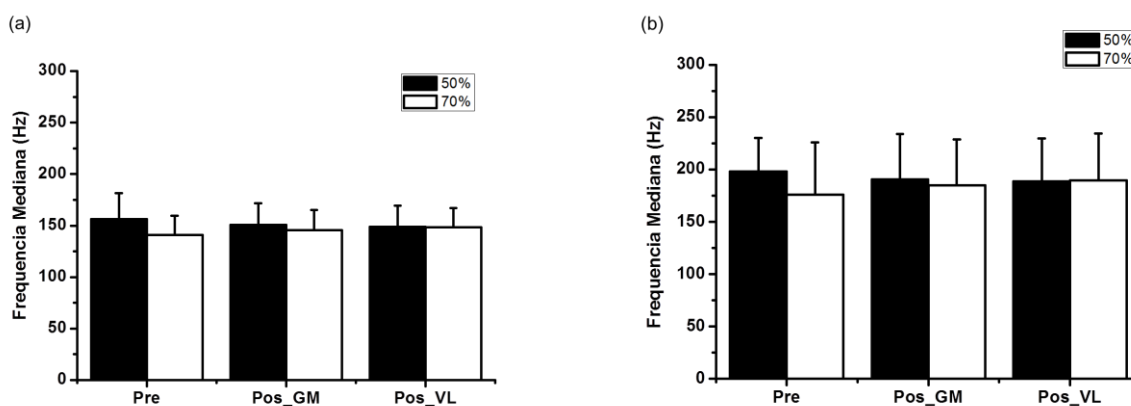 (a)
Frequencia Mediana (Hz)
300
250
200
150
100
50
0
50%
70%
Pre
Pos_GM
Pos_VL
(b)
Frequencia Mediana (Hz)
300
250
200
150
100
50
0
50%
70%
Pre
Pos_GM
Pos_VL